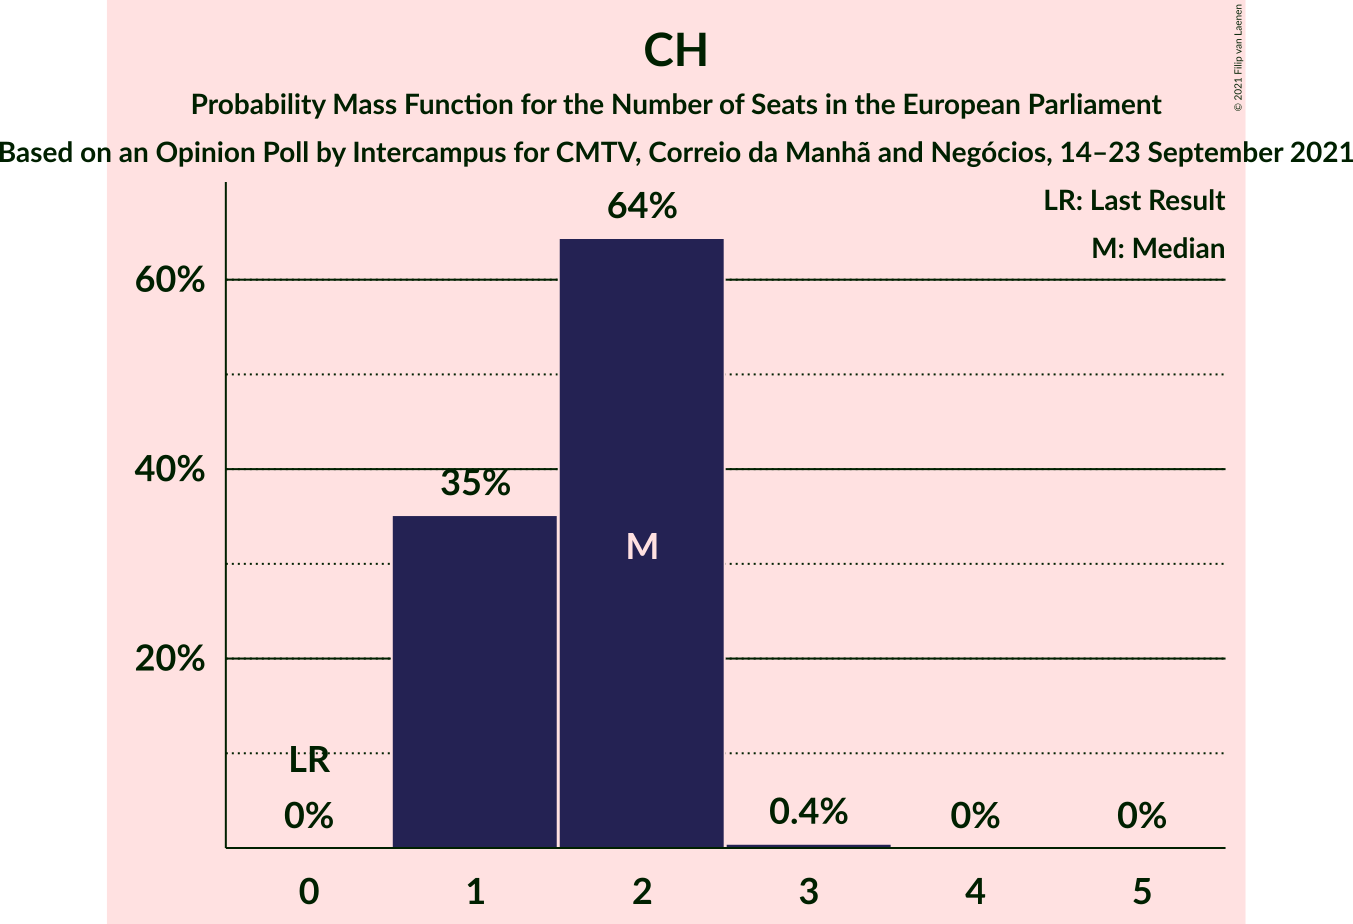 CH
Probability Mass Function for the Number of Seats in the European Parliament
Based on an Opinion Poll by Intercampus for CMTV, Correio da Manhã and Negócios, 14–23 September 2021
© 2021 Filip van Laenen
LR: Last Result
M: Median
64%
60%
40%
35%
M
20%
LR
0%
0.4%
0%
0%
0 1 2 3 4 5